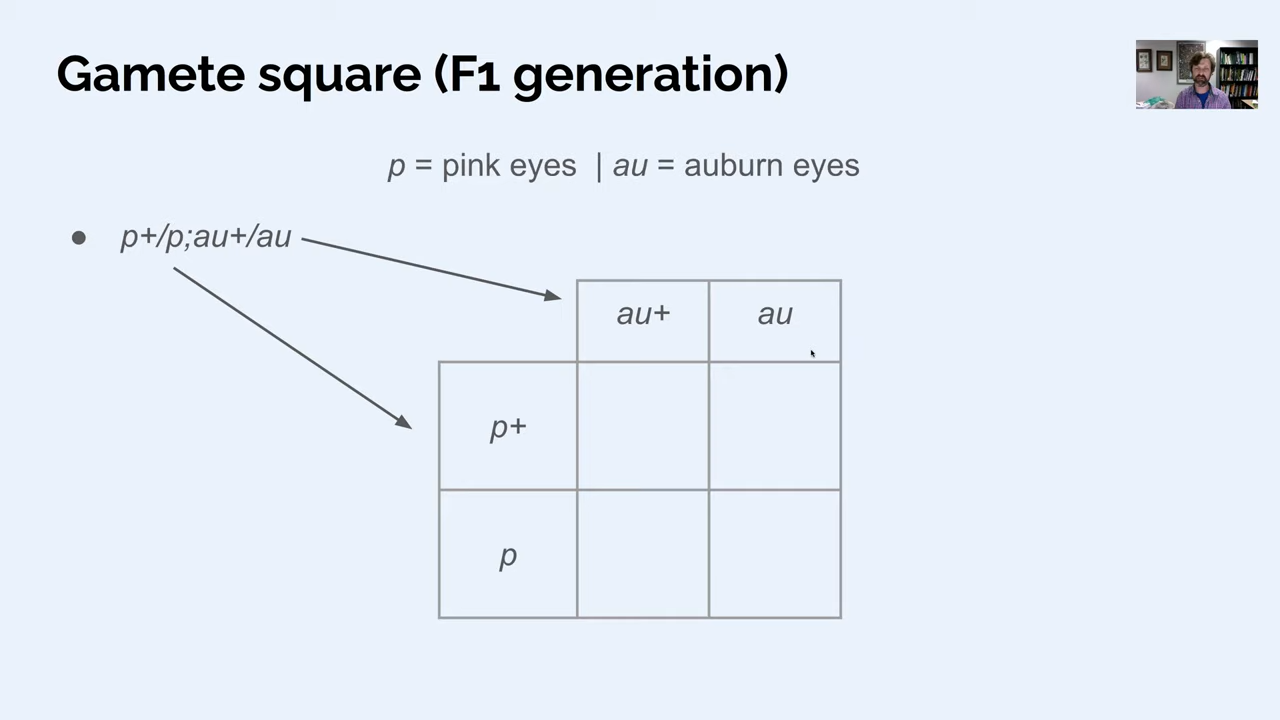 Gamete square (F1 generation)
p = pink eyes | au = auburn eyes
● p+/p;au+/au
au+ au
p+
p